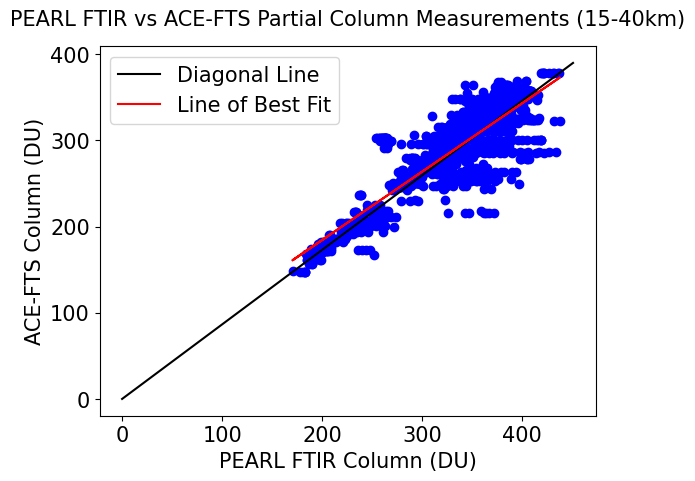 PEARL FTIR vs ACE-FTS Partial Column Measurements (15-40km)
400
300
200
100
0
ACE-FTS Column (DU)
Diagonal Line
Line of Best Fit
0 100 200 300 400
PEARL FTIR Column (DU)